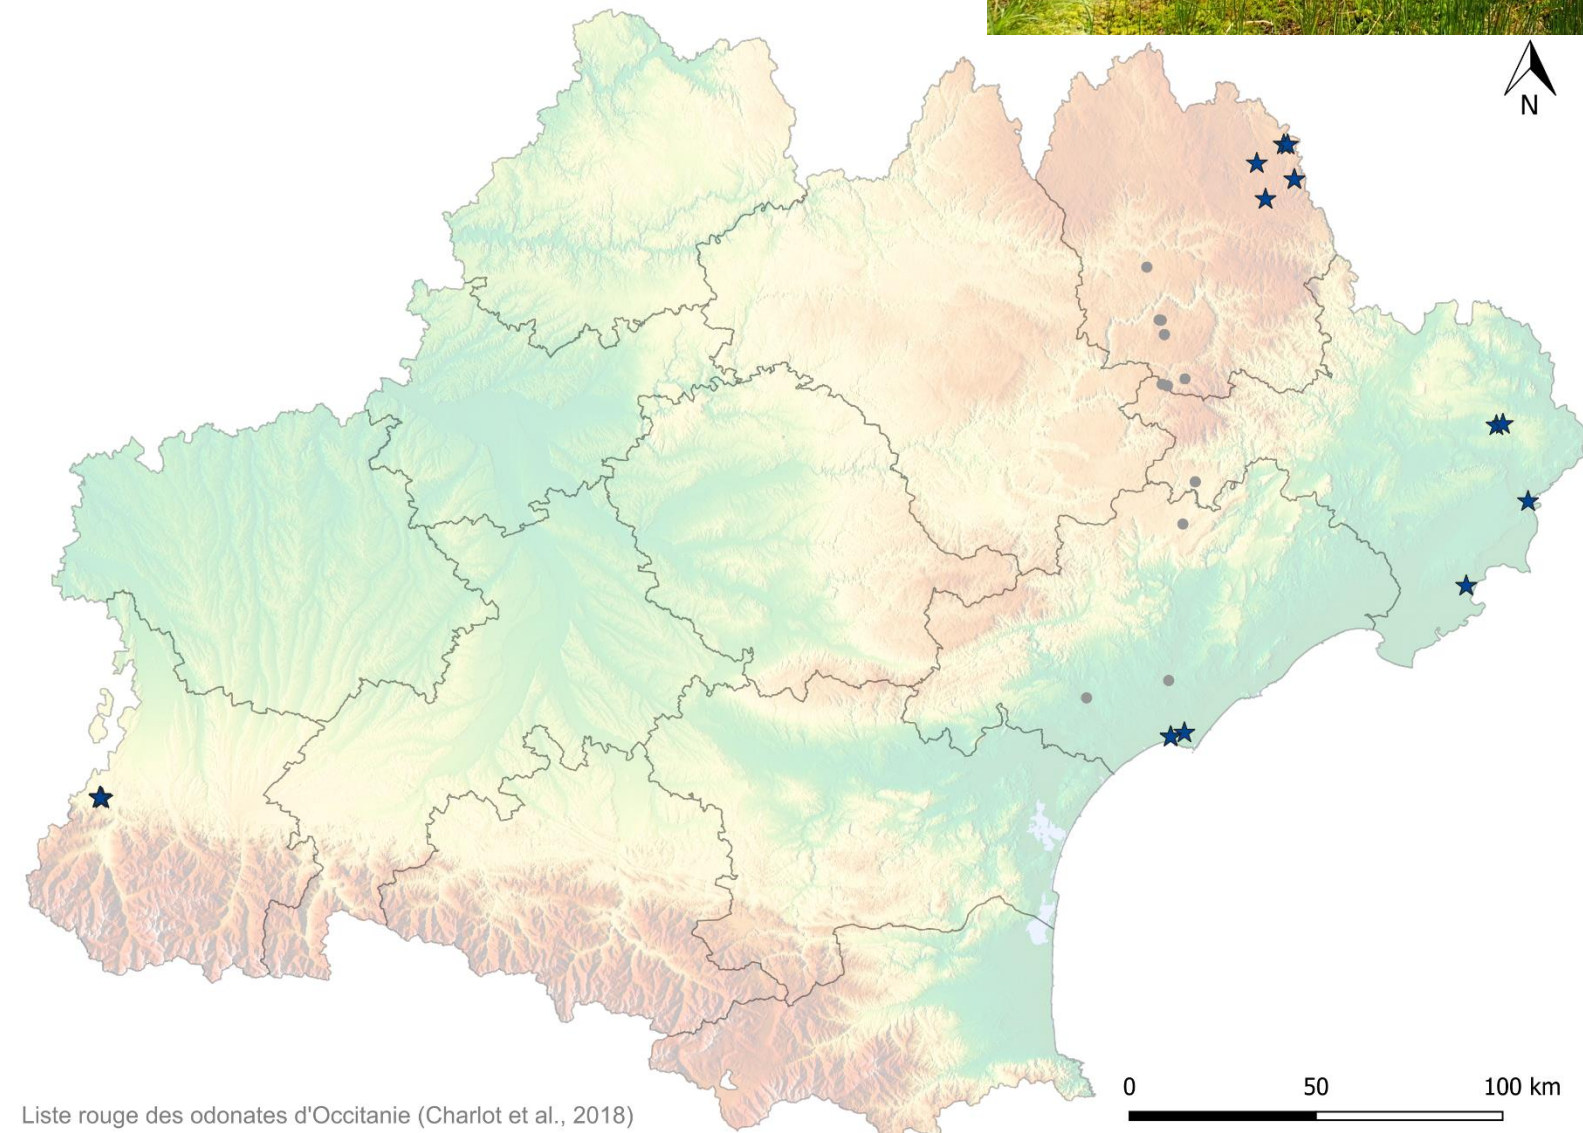 N
0 50 100 km
Liste rouge des odonates d'Occitanie (Charlot et al., 2018)